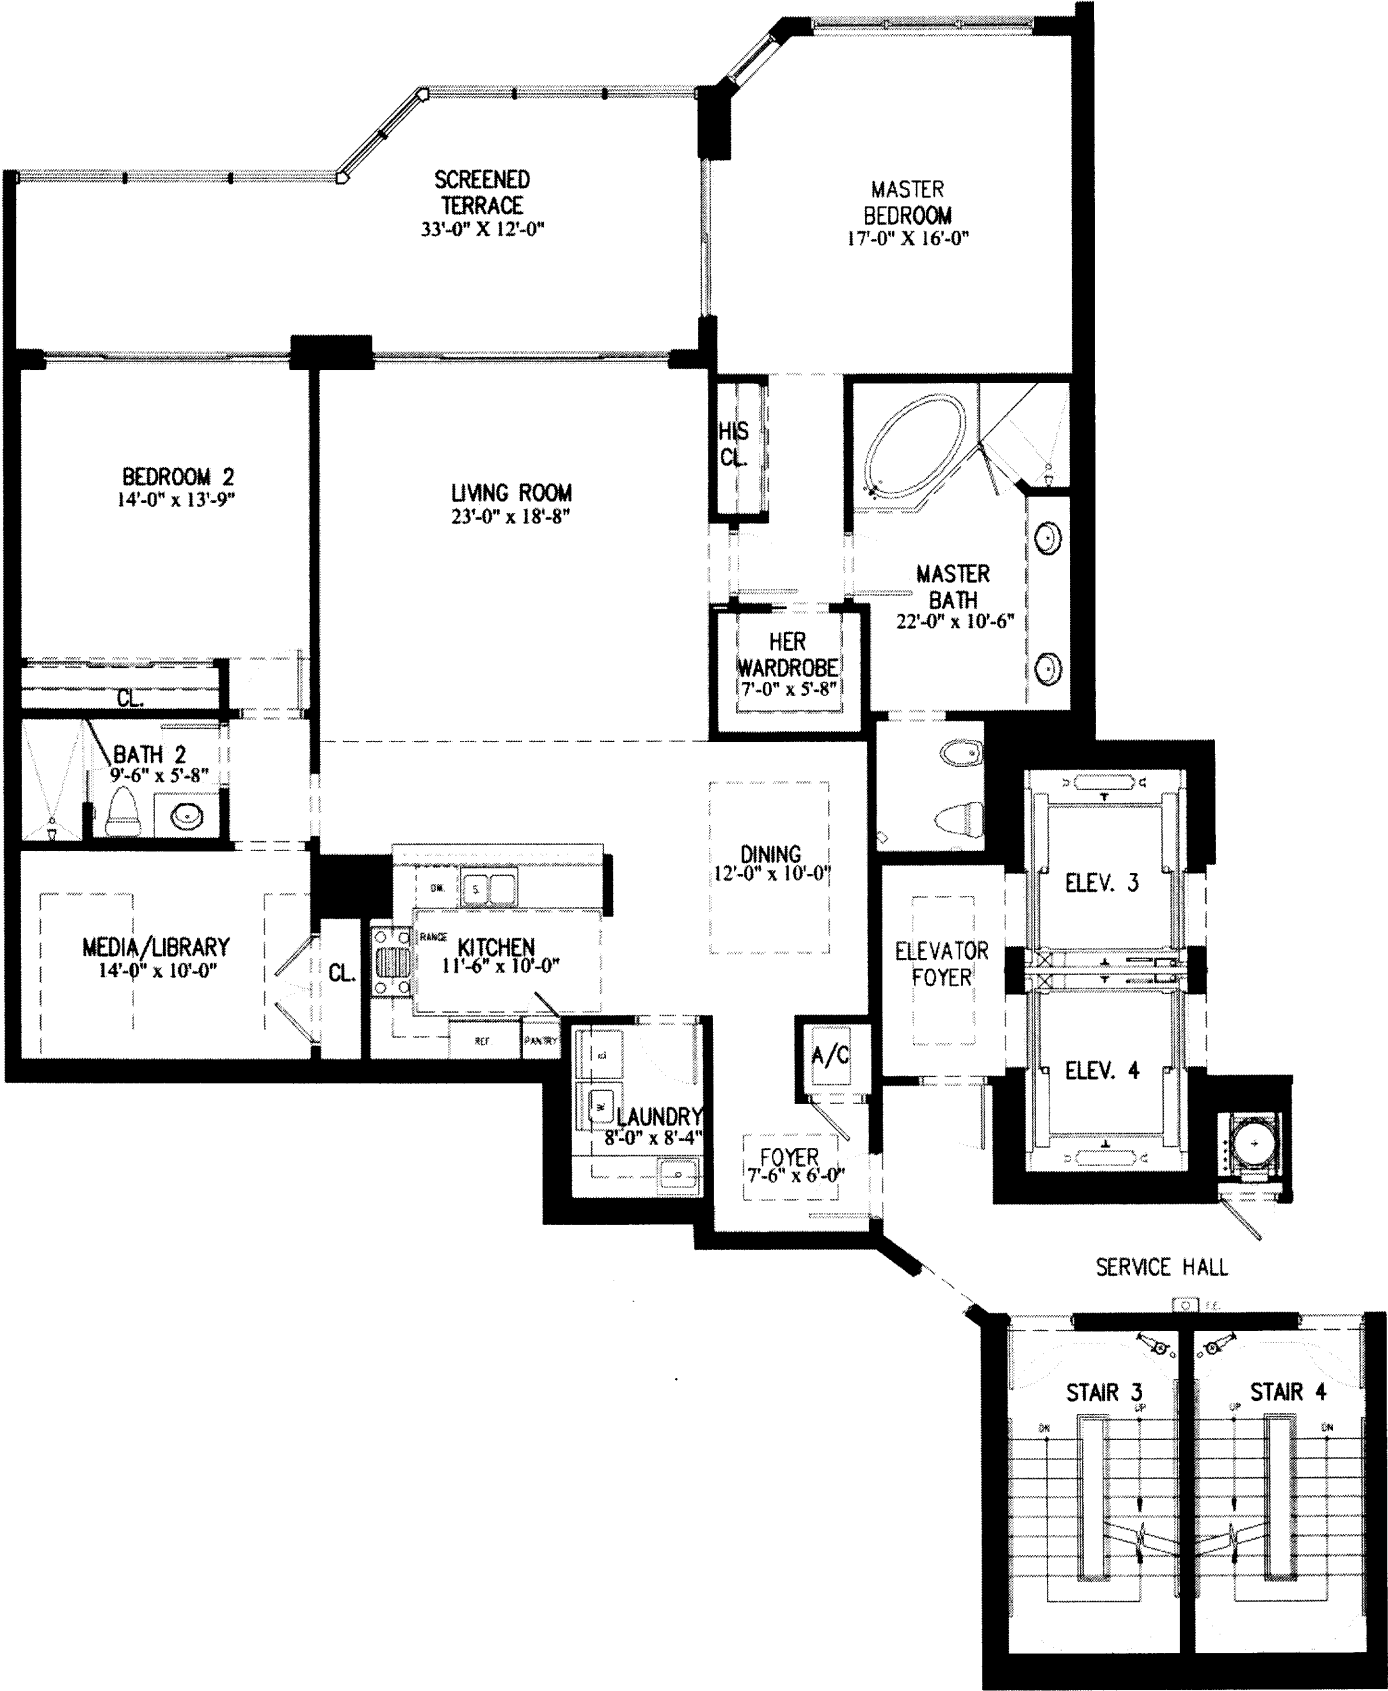 SCREENED
TERRACE
33'-0" X 12'-0"
MASTER
BEDROOM
17'-0" X 16'-0"
HIS
CL.
BEDROOM 2
14'-0" x 13'-9"
LIVING ROOM
23'-0" x 18'-8"
MASTER
BATH
22'-0" x 10'-6"
HER
WARDROBE
7'-0" x 5'-8"
CL.
BATH 2
9'-6" x 5'-8"
DINING
12'-0" x 10'-0"
ELEV. 3
DW.
S.
RANGE
KITCHEN
11'-6" x 10'-0"
MEDIA/LIBRARY
14'-0" x 10'-0"
CL.
ELEVATOR
FOYER
REF.
PANTRY
A/C
ELEV. 4
D.
W.
LAUNDRY
8'-0" x 8'-4"
FOYER
7'-6" x 6'-0"
SERVICE HALL
F.E.
STAIR 3
STAIR 4
UP
UP
DN
DN